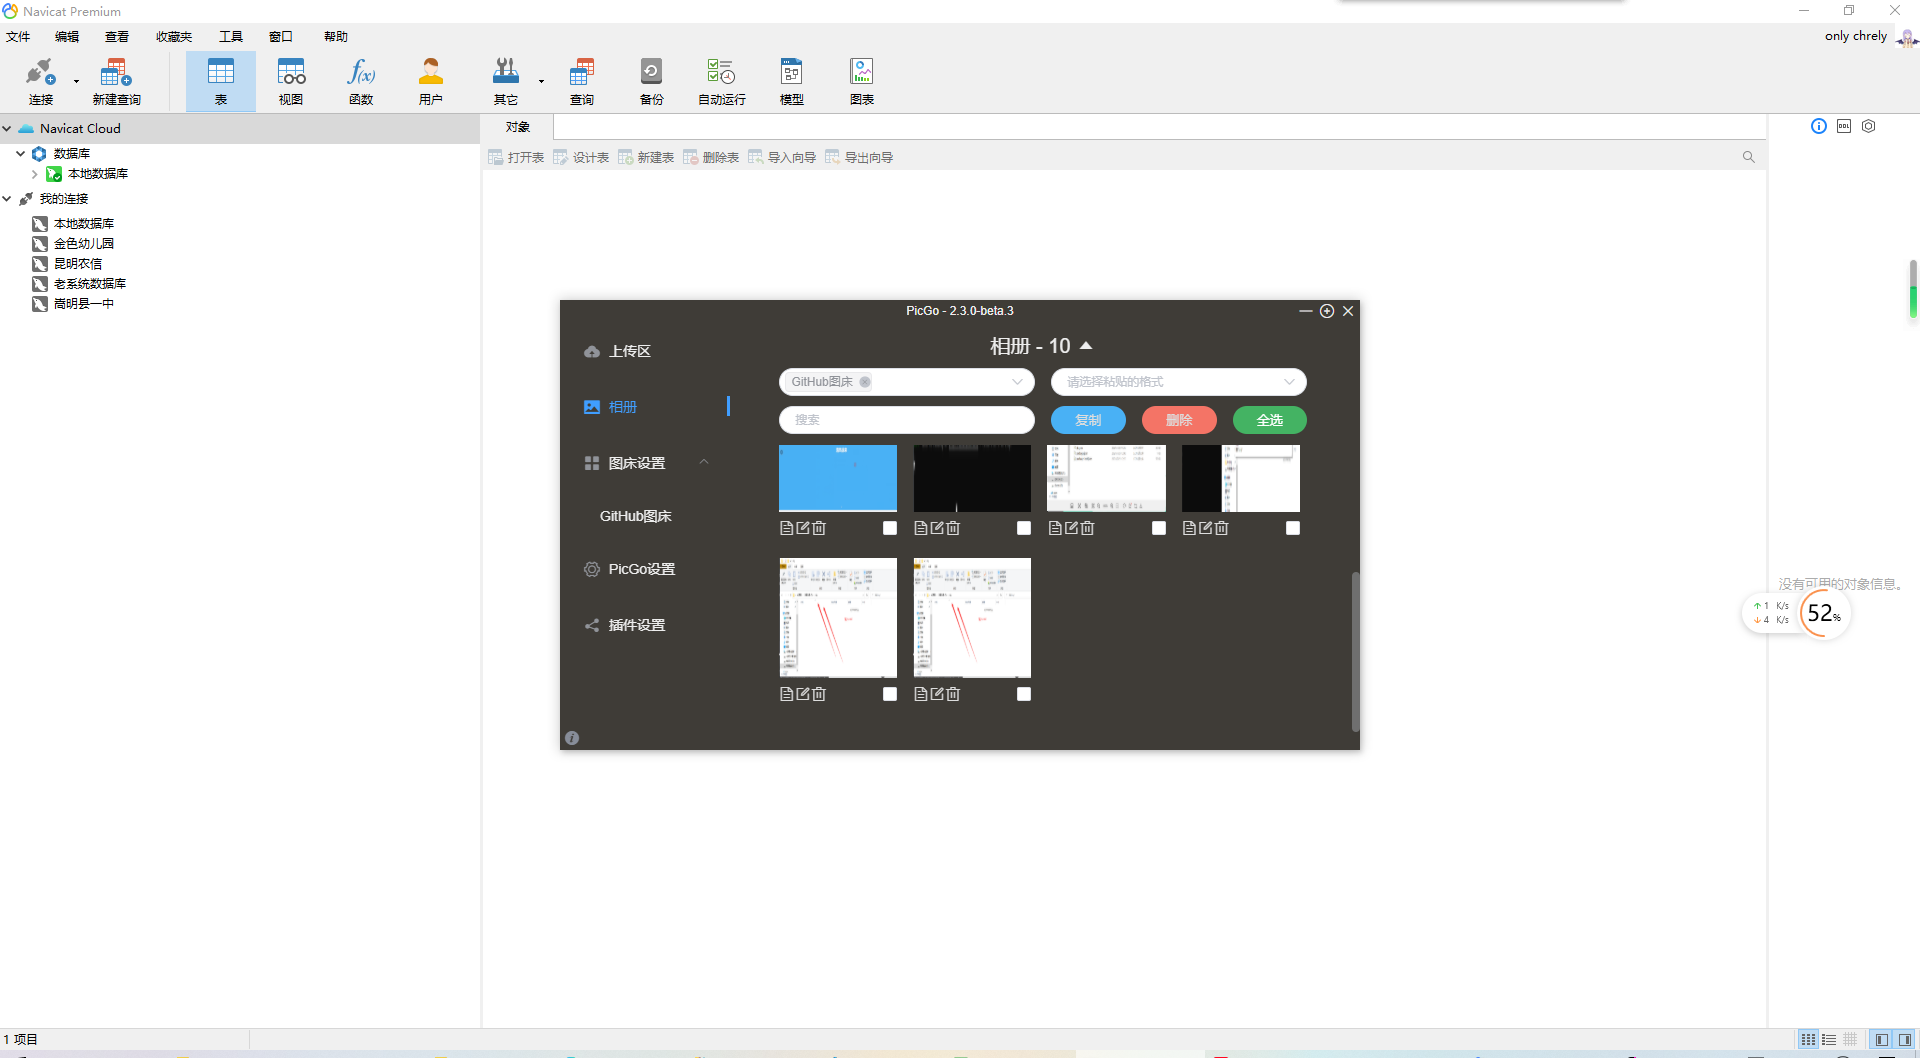 Navicat Premium
文件 编辑 查看 收藏夹 工具 窗口 帮助
only chrely
连接 新建查询 表 视图 函数 用户 其它 查询 备份 自动运行 模型 图表
f(x)
Navicat Cloud
数据库
本地数据库
我的连接
本地数据库
金色幼儿园
昆明农信
老系统数据库
嵩明县一中
对象
打开表 设计表 新建表 删除表 导入向导 导出向导
DDL
PicGo - 2.3.0-beta.3
上传区
相册
图床设置
GitHub图床
PicGo设置
插件设置
相册 - 10
GitHub图床
请选择粘贴的格式
搜索
复制 删除 全选
没有可用的对象信息。
1 K/s
4 K/s
52%
1 项目